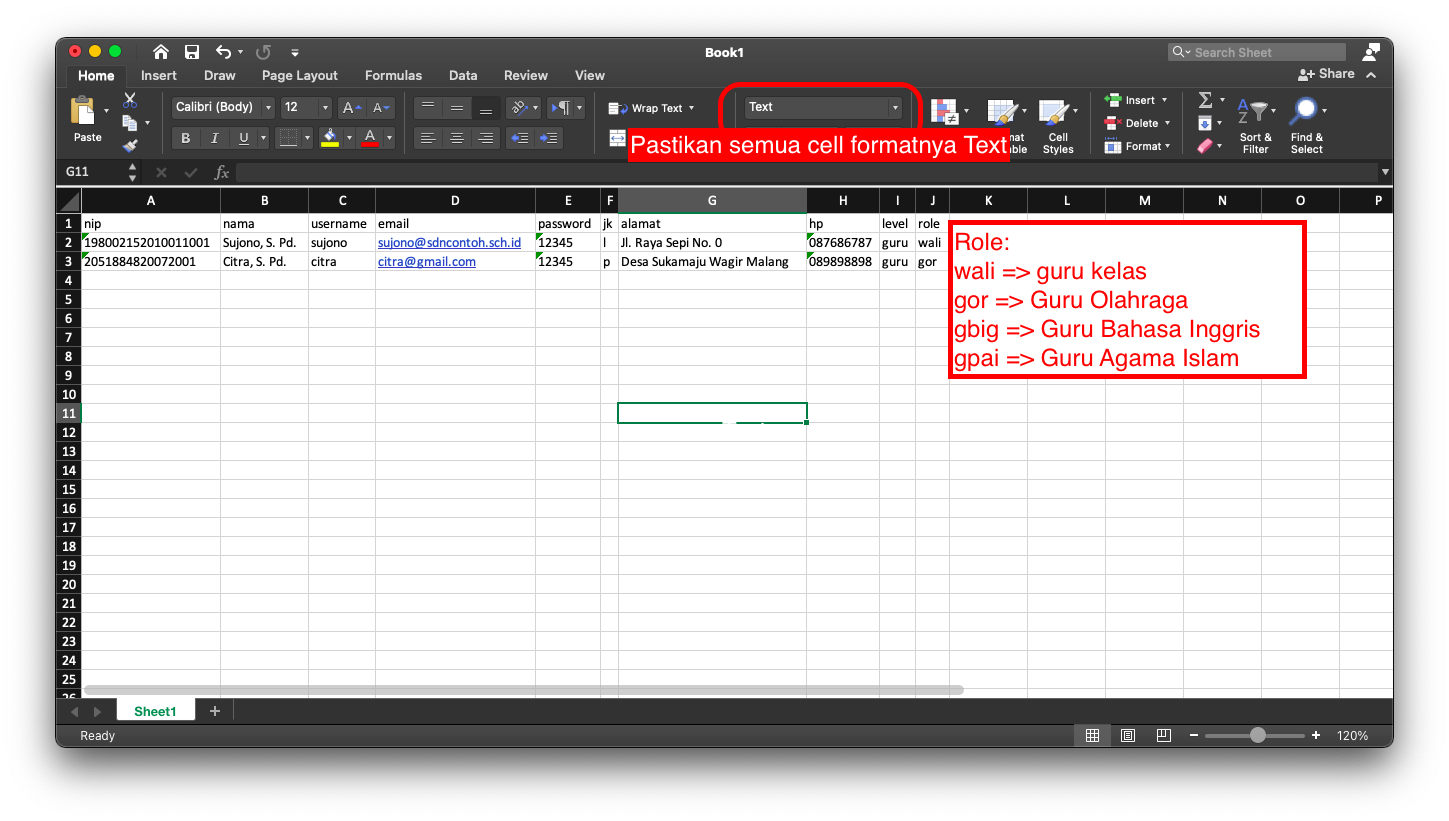 Book1
Search Sheet
Home Insert Draw Page Layout Formulas Data Review View
Share
Paste
Calibri (Body) 12
A A
B I U A
Wrap Text
Text
Pastikan semua cell formatnya Text
Cell Styles
Insert
Delete
Format
Sort & Filter
Find & Select
G11 fx
A B C D E F G H I J K L M N O P
1 nip nama username email password jk alamat hp level role
2 198002152010011001 Sujono, S. Pd. sujono sujono@sdncontoh.sch.id 12345 l Jl. Raya Sepi No. 0 087686787 guru wali
3 2051884820072001 Citra, S. Pd. citra citra@gmail.com 12345 p Desa Sukamaju Wagir Malang 089898898 guru gor
Role:
wali => guru kelas
gor => Guru Olahraga
gbig => Guru Bahasa Inggris
gpai => Guru Agama Islam
4
5
6
7
8
9
10
11
12
13
14
15
16
17
18
19
20
21
22
23
24
25
Sheet1 +
Ready
120%